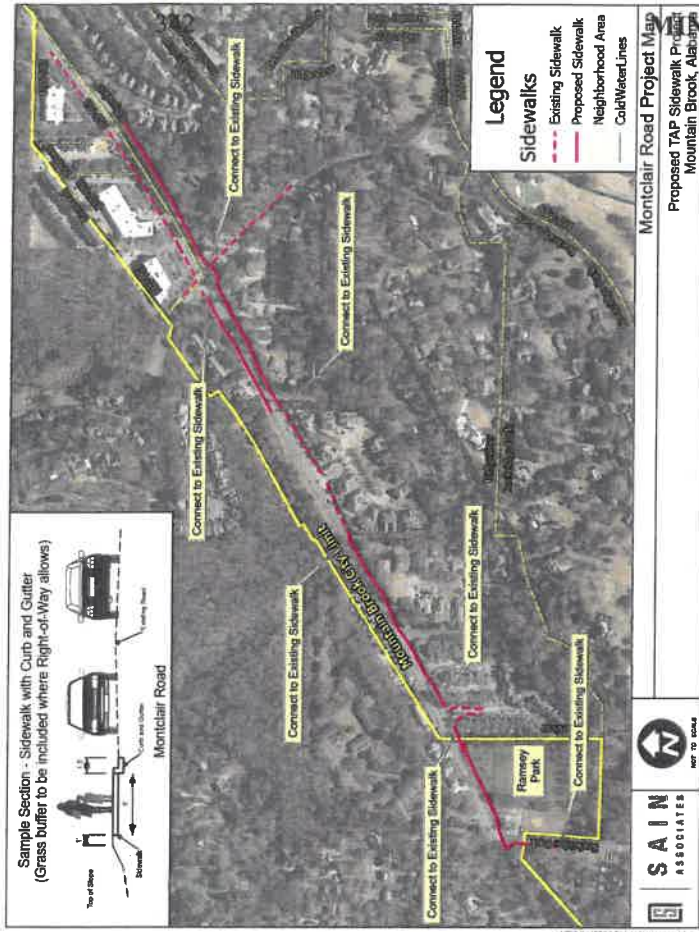 Sample Section - Sidewalk with Curb and Gutter
(Grass buffer to be included where Right-of-Way allows)
Top of Slope
Sidewalk
Curb and Gutter
Existing Road
Montclair Road
342
Connect to Existing Sidewalk
Connect to Existing Sidewalk
Connect to Existing Sidewalk
Connect to Existing Sidewalk
Mountain Brook City Limit
Connect to Existing Sidewalk
Connect to Existing Sidewalk
Connect to Existing Sidewalk
Ramsey
Park
Legend
Sidewalks
Existing Sidewalk
Proposed Sidewalk
Neighborhood Area
ColdWaterLines
SAIN
ASSOCIATES
N
NOT TO SCALE
Montclair Road Project Map
Proposed TAP Sidewalk Project
Mountain Brook, Alabama